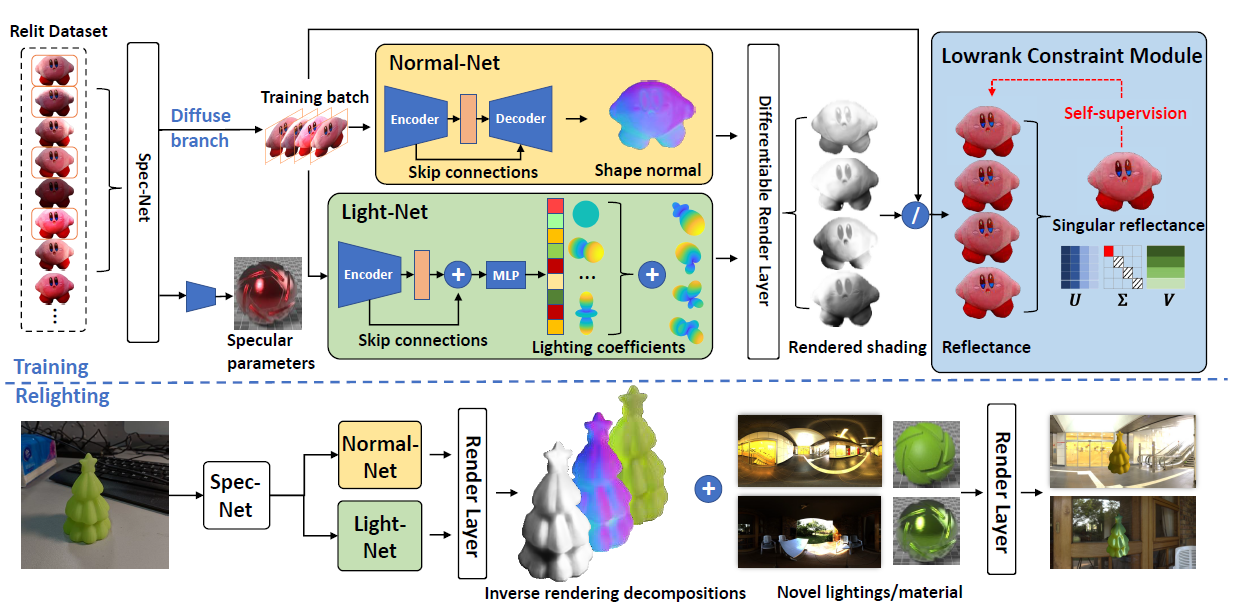 Relit Dataset
Spec-Net
Diffuse
branch
Training batch
Normal-Net
Encoder
Decoder
Skip connections
Shape normal
Light-Net
Encoder
MLP
...
Skip connections
Lighting coefficients
Specular
parameters
Differentiable Render Layer
Rendered shading
/
Lowrank Constraint Module
Self-supervision
Singular reflectance
U Σ V
Reflectance
Training
Relighting
Spec-
Net
Normal-
Net
Light-
Net
Render Layer
Inverse rendering decompositions
Novel lightings/material
Render Layer